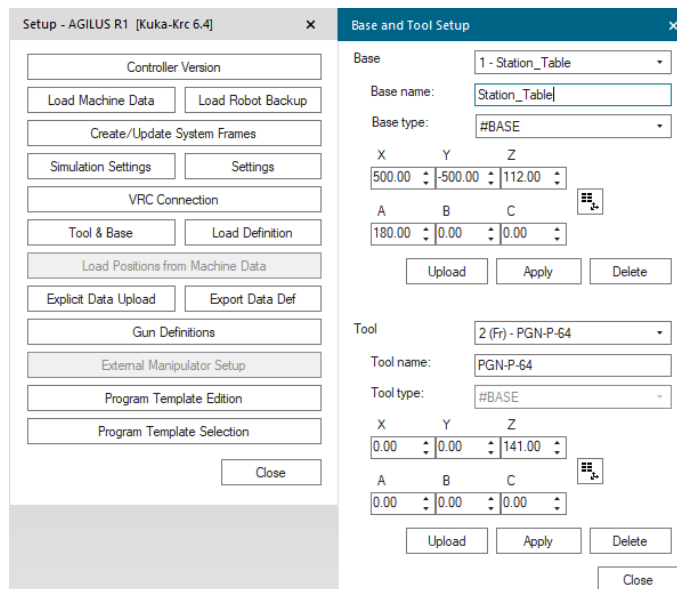 Setup - AGILUS R1 [Kuka-Krc 6.4]
Controller Version
Load Machine Data
Load Robot Backup
Create/Update System Frames
Simulation Settings
Settings
VRC Connection
Tool & Base
Load Definition
Load Positions from Machine Data
Explicit Data Upload
Export Data Def
Gun Definitions
External Manipulator Setup
Program Template Edition
Program Template Selection
Close
Base and Tool Setup
Base
1 - Station_Table
Base name:
Station_Table
Base type:
#BASE
X Y Z
500.00 -500.00 112.00
A B C
180.00 0.00 0.00
Upload Apply Delete
Tool
2 (Fr) - PGN-P-64
Tool name:
PGN-P-64
Tool type:
#BASE
X Y Z
0.00 0.00 141.00
A B C
0.00 0.00 0.00
Upload Apply Delete
Close